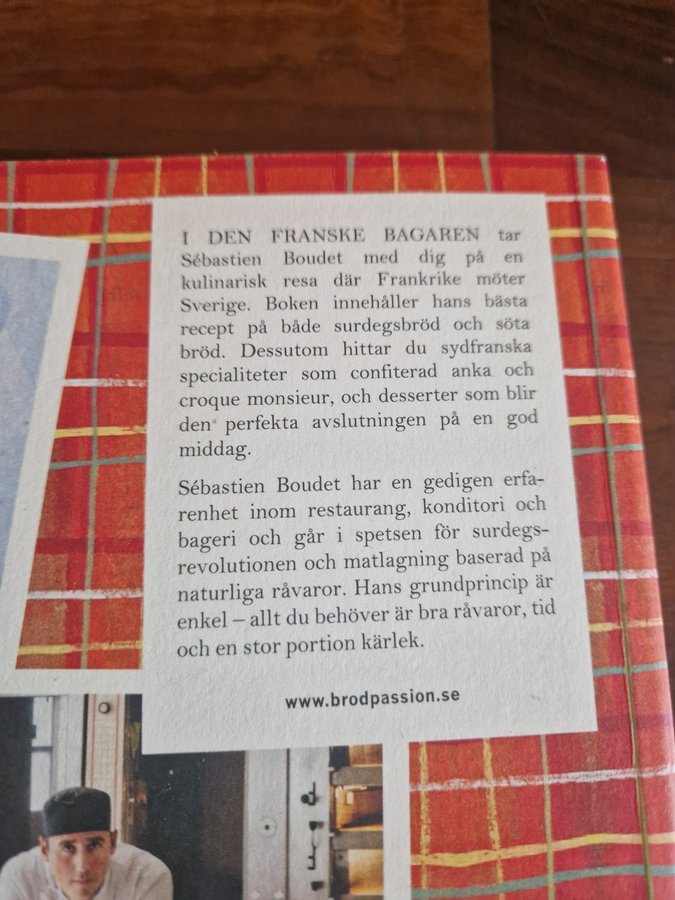 I DEN FRANSKE BAGAREN tar
Sébastien Boudet med dig på en
kulinarisk resa där Frankrike möter
Sverige. Boken innehåller hans bästa
recept på både surdegsbröd och söta
bröd. Dessutom hittar du sydfranska
specialiteter som confiterad anka och
croque monsieur, och desserter som blir
den perfekta avslutningen på en god
middag.
Sébastien Boudet har en gedigen erfa-
renhet inom restaurang, konditori och
bageri och går i spetsen för surdegs-
revolutionen och matlagning baserad på
naturliga råvaror. Hans grundprincip är
enkel – allt du behöver är bra råvaror, tid
och en stor portion kärlek.
www.brodpassion.se